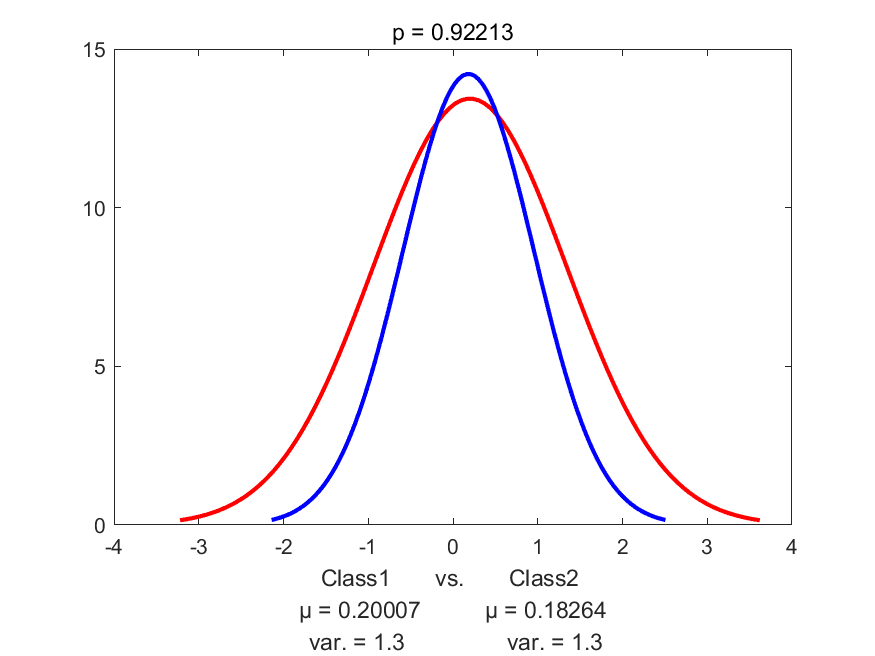 p = 0.92213
15
10
5
0
-4 -3 -2 -1 0 1 2 3 4
Class1 vs. Class2
μ = 0.20007 μ = 0.18264
var. = 1.3 var. = 1.3